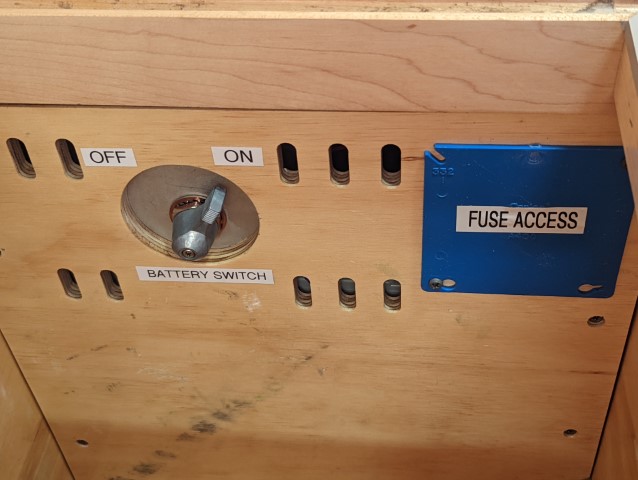 OFF
ON
BATTERY SWITCH
FUSE ACCESS